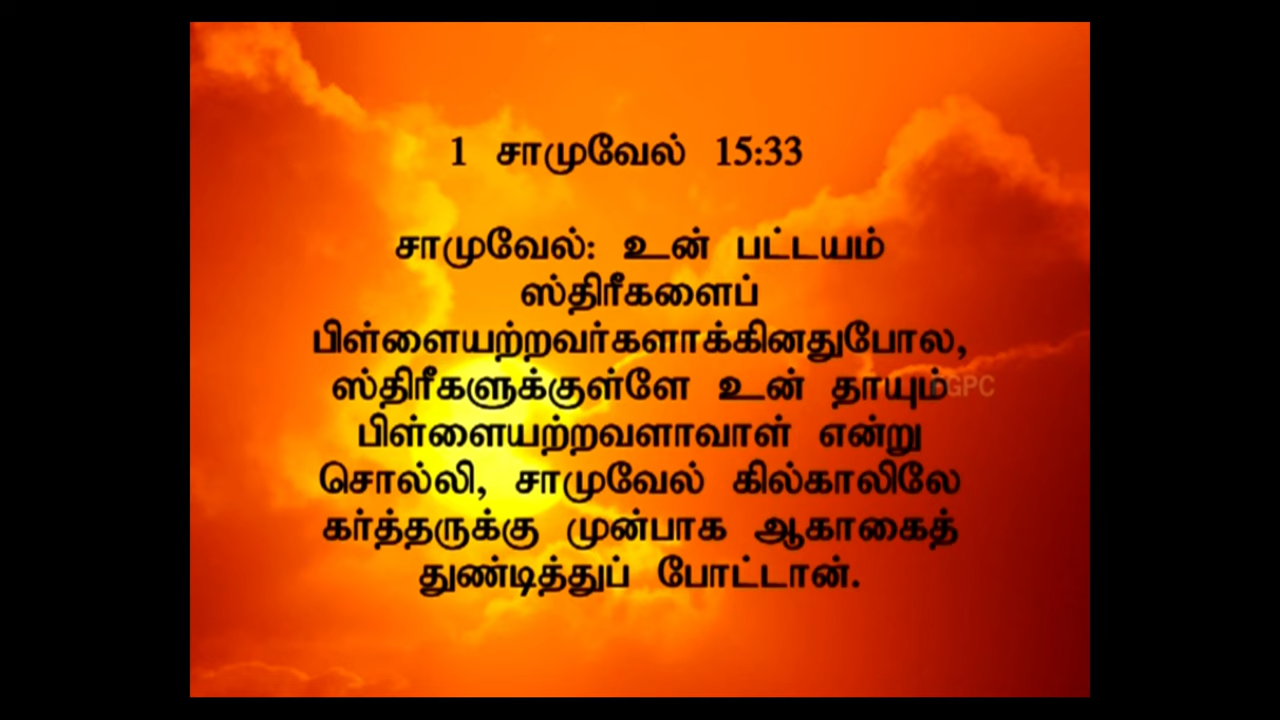 1 சாமுவேல் 15:33
சாமுவேல்: உன் பட்டயம்
ஸ்திரீகளைப்
பிள்ளையற்றவர்களாக்கினதுபோல,
ஸ்திரீகளுக்குள்ளே உன் தாயும்
பிள்ளையற்றவளாவாள் என்று
சொல்லி, சாமுவேல் கில்காலிலே
கர்த்தருக்கு முன்பாக ஆகாகைத்
துண்டித்துப் போட்டான்.